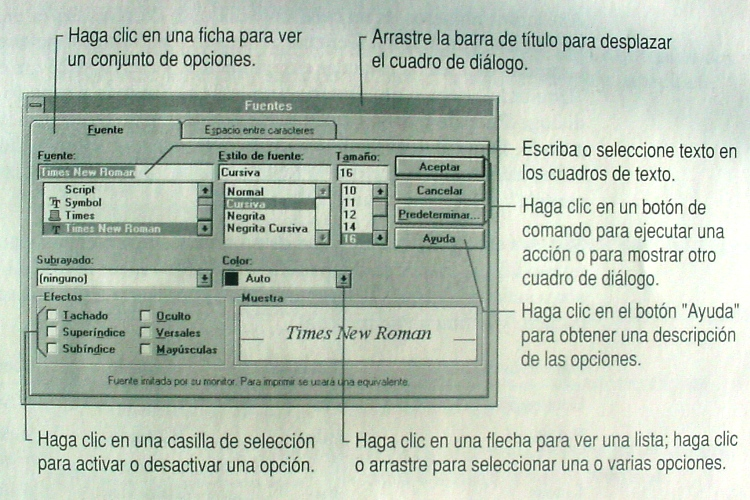 Haga clic en una ficha para ver
un conjunto de opciones.
Arrastre la barra de título para desplazar
el cuadro de diálogo.
Fuentes
Fuente
Espacio entre caracteres
Fuente:
Times New Roman
Script
Symbol
Times
Times New Roman
Estilo de fuente:
Cursiva
Normal
Cursiva
Negrita
Negrita Cursiva
Tamaño:
16
10
11
12
14
16
Aceptar
Cancelar
Predeterminar...
Ayuda
Subrayado:
(ninguno)
Color:
Auto
Efectos
Tachado
Superíndice
Subíndice
Oculto
Versales
Mayúsculas
Muestra
Times New Roman
Fuente imitada por su monitor. Para imprimir se usará una equivalente.
Escriba o seleccione texto en
los cuadros de texto.
Haga clic en un botón de
comando para ejecutar una
acción o para mostrar otro
cuadro de diálogo.
Haga clic en el botón "Ayuda"
para obtener una descripción
de las opciones.
Haga clic en una casilla de selección
para activar o desactivar una opción.
Haga clic en una flecha para ver una lista; haga clic
o arrastre para seleccionar una o varias opciones.